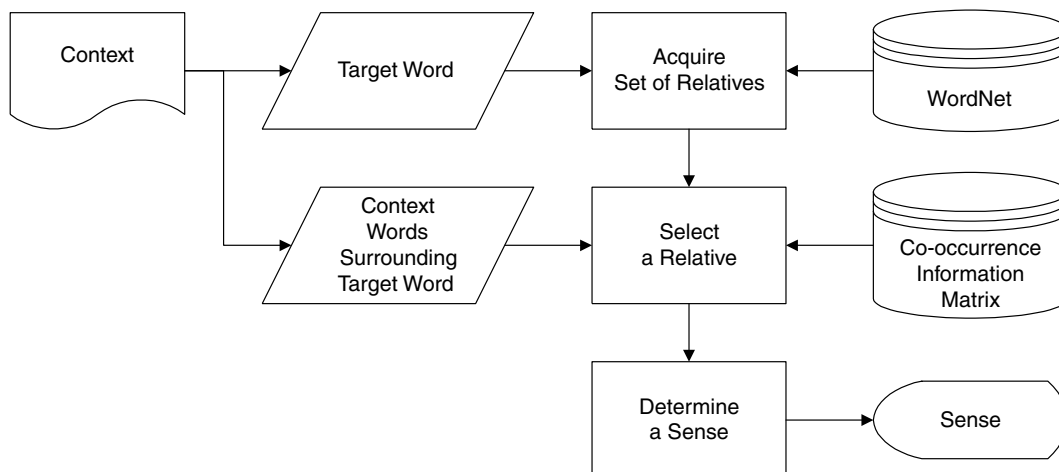 Context
Target Word
Acquire
Set of Relatives
WordNet
Context
Words
Surrounding
Target Word
Select
a Relative
Co-occurrence
Information
Matrix
Determine
a Sense
Sense